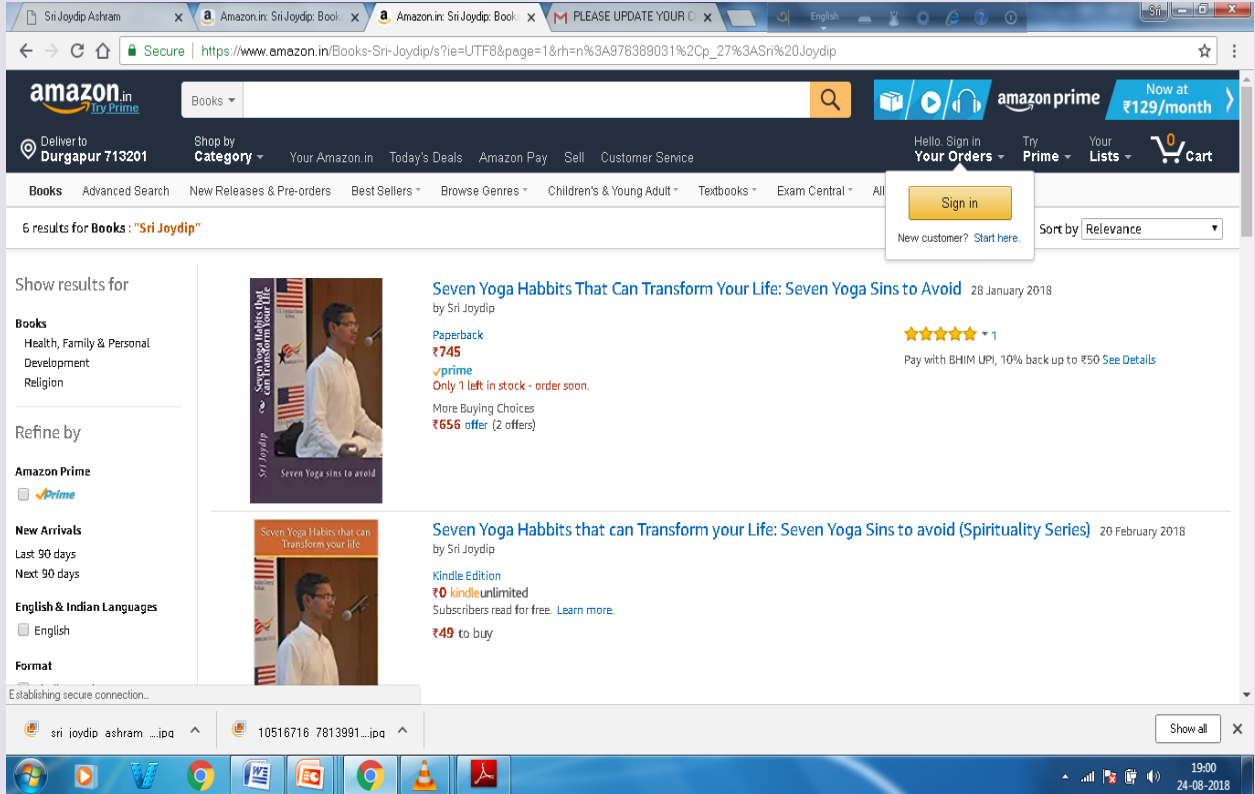 Sri Joydip Ashram
Amazon.in: Sri Joydip: Book
Amazon.in: Sri Joydip: Book
PLEASE UPDATE YOUR C
English
Sri
Secure
https://www.amazon.in/Books-Sri-Joydip/s?ie=UTF8&page=1&rh=n%3A976389031%2Cp_27%3ASri%20Joydip
amazon.in
Try Prime
Books
amazon prime
Now at
₹129/month
Deliver to
Durgapur 713201
Shop by
Category
Your Amazon.in Today's Deals Amazon Pay Sell Customer Service
Hello. Sign in
Your Orders
Try
Prime
Your
Lists
0
Cart
Books Advanced Search New Releases & Pre-orders Best Sellers Browse Genres Children's & Young Adult Textbooks Exam Central All
Sign in
New customer? Start here.
6 results for Books : "Sri Joydip"
Sort by Relevance
Show results for
Books
Health, Family & Personal
Development
Religion
Refine by
Amazon Prime
Prime
New Arrivals
Last 90 days
Next 90 days
English & Indian Languages
English
Format
Seven Yoga Habits that
can Transform your Life
Sri Joydip
Seven Yoga sins to avoid
Seven Yoga Habbits That Can Transform Your Life: Seven Yoga Sins to Avoid 28 January 2018
by Sri Joydip
Paperback
₹745
prime
Only 1 left in stock - order soon.
More Buying Choices
₹656 offer (2 offers)
1
Pay with BHIM UPI, 10% back up to ₹50 See Details
Seven Yoga Habits that can
Transform your life
Seven Yoga Habbits that can Transform your Life: Seven Yoga Sins to avoid (Spirituality Series) 20 February 2018
by Sri Joydip
Kindle Edition
₹0 kindleunlimited
Subscribers read for free. Learn more.
₹49 to buy
Establishing secure connection...
sri joydip ashram ....jpg
10516716_7813991....jpg
Show all
19:00
24-08-2018